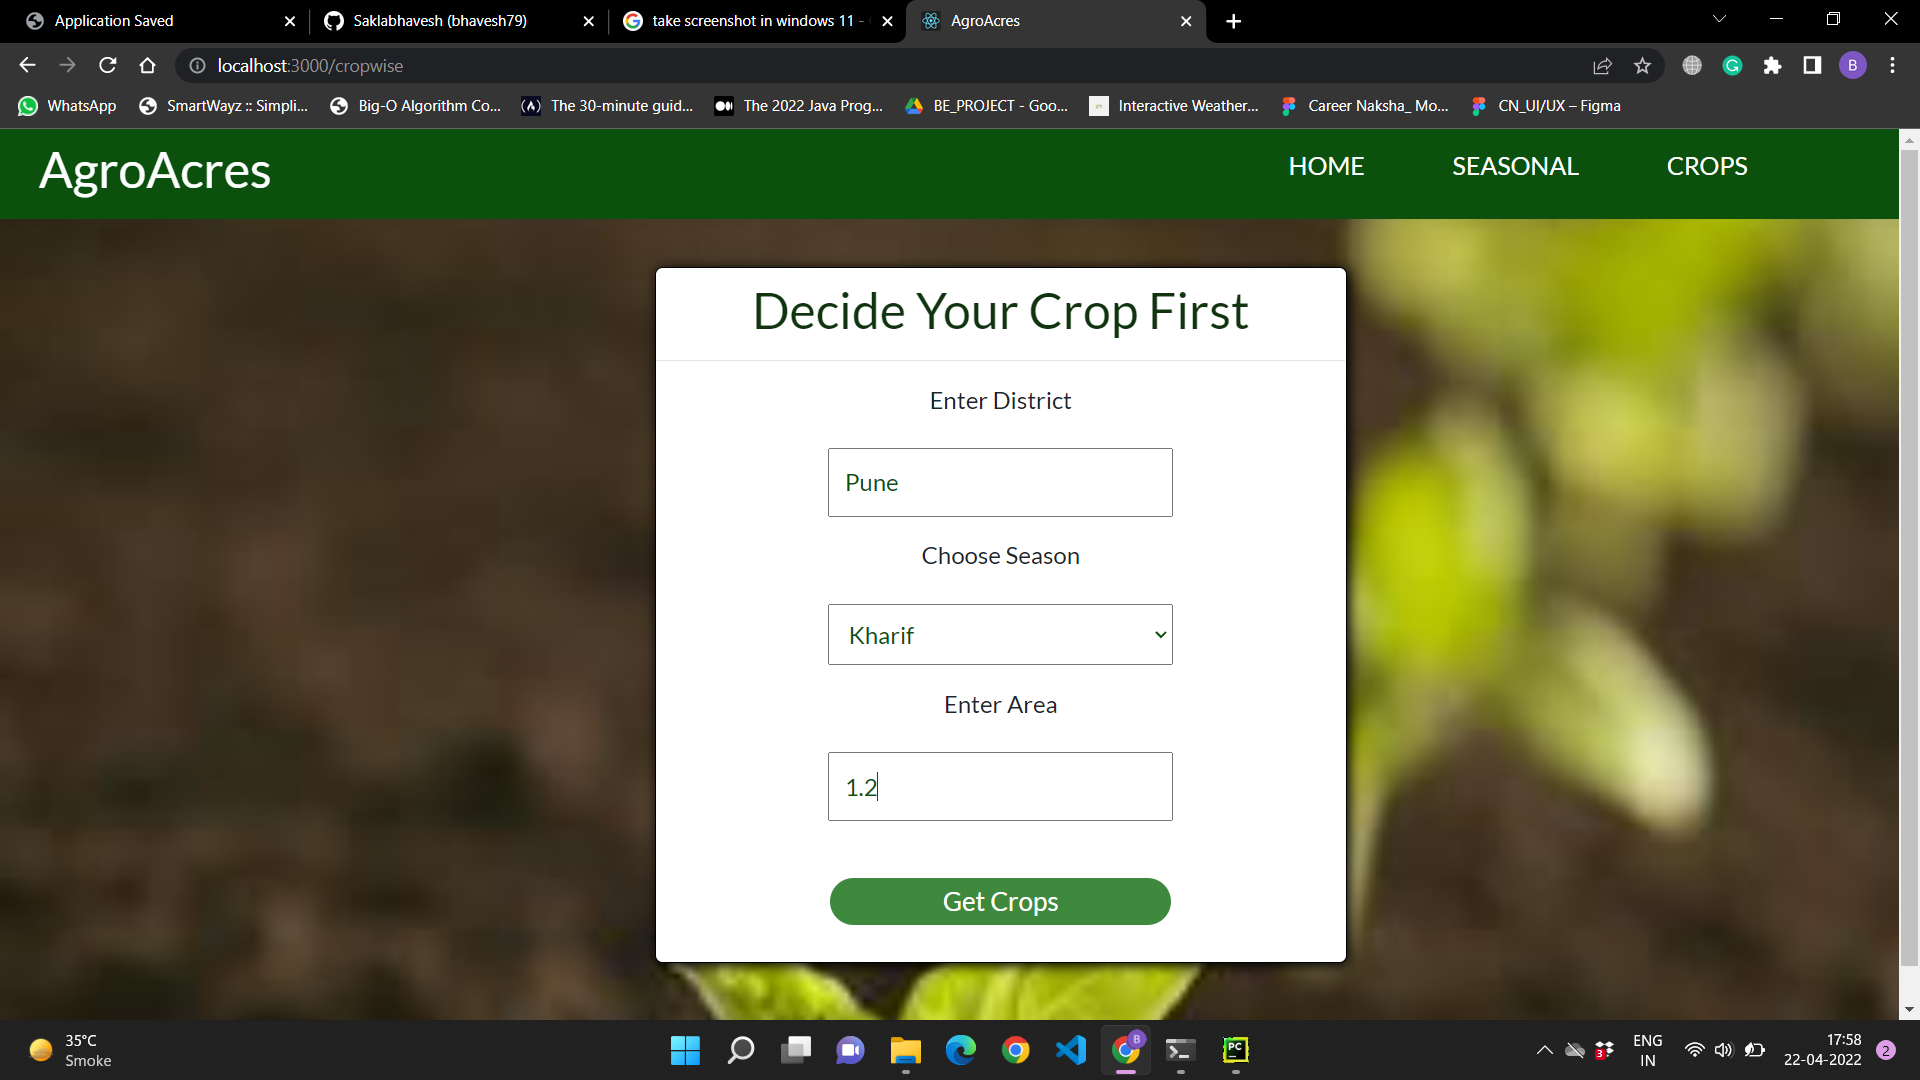 Application Saved
Saklabhavesh (bhavesh79)
take screenshot in windows 11 -
AgroAcres
localhost:3000/cropwise
B
WhatsApp
SmartWayz :: Simpli...
Big-O Algorithm Co...
The 30-minute guid...
The 2022 Java Prog...
BE_PROJECT - Goo...
Interactive Weather...
Career Naksha_ Mo...
CN_UI/UX – Figma
AgroAcres
HOME
SEASONAL
CROPS
Decide Your Crop First
Enter District
Pune
Choose Season
Kharif
Enter Area
1.2
Get Crops
35°C
Smoke
B
PC
3
ENG
IN
17:58
22-04-2022
2